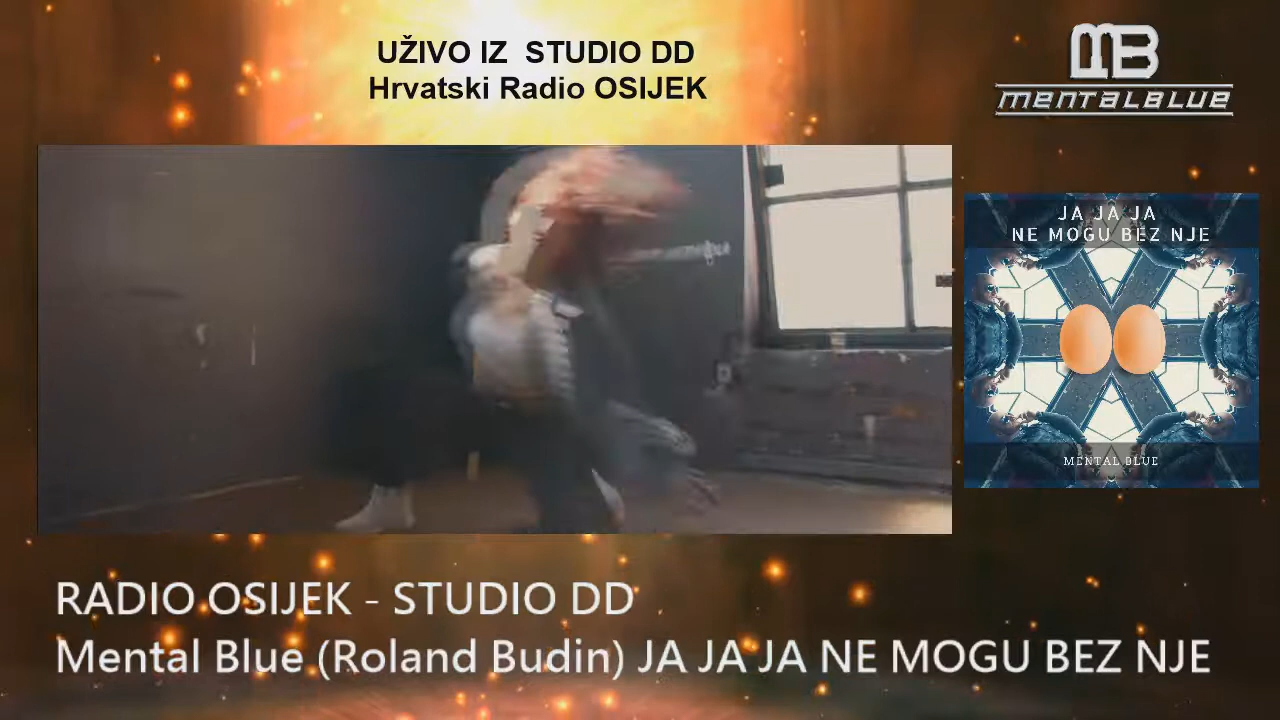 UŽIVO IZ STUDIO DD
Hrvatski Radio OSIJEK
MB
MENTALBLUE
JA JA JA
NE MOGU BEZ NJE
MENTAL BLUE
RADIO OSIJEK - STUDIO DD
Mental Blue (Roland Budin) JA JA JA NE MOGU BEZ NJE